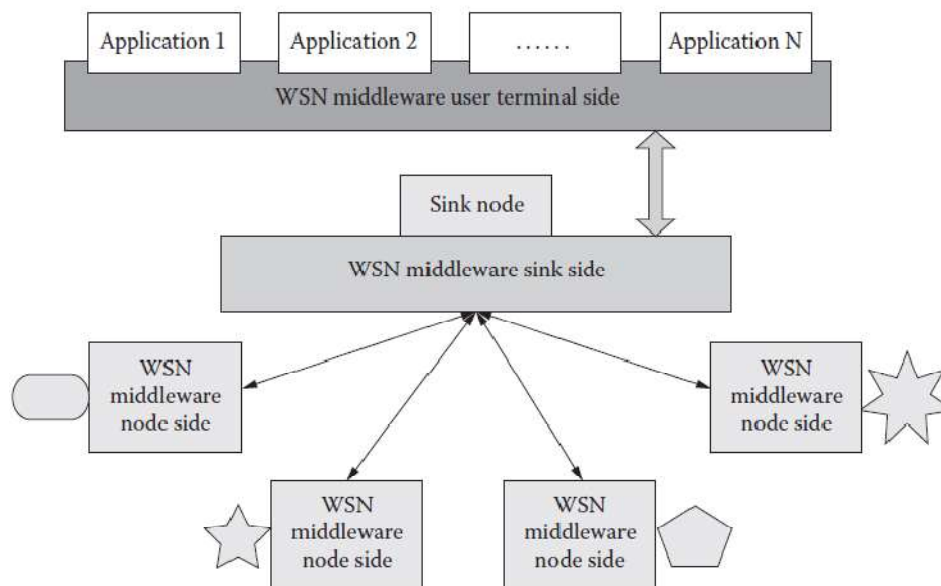 Application 1
Application 2
......
Application N
WSN middleware user terminal side
Sink node
WSN middleware sink side
WSN
middleware
node side
WSN
middleware
node side
WSN
middleware
node side
WSN
middleware
node side